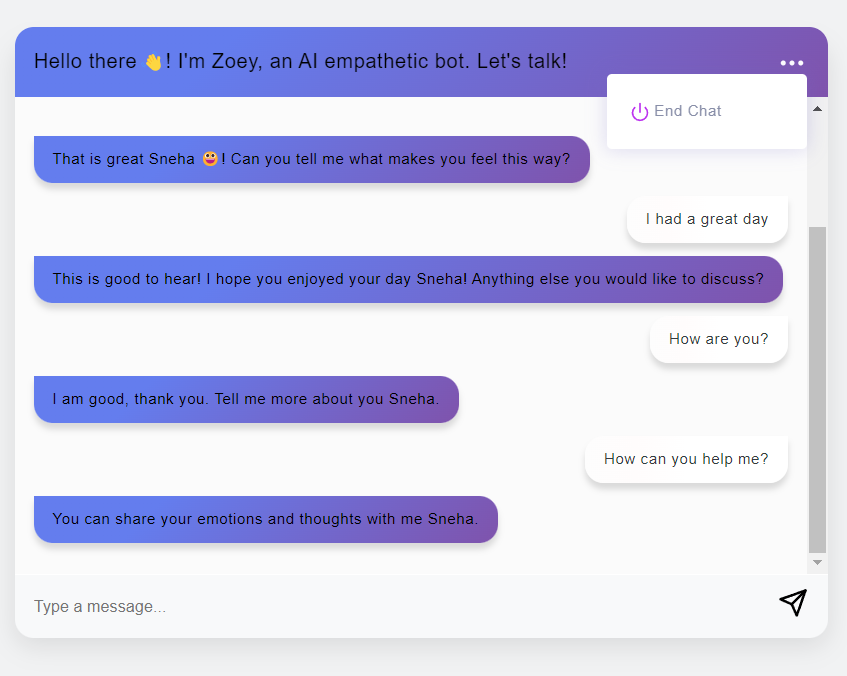 Hello there 👋! I'm Zoey, an AI empathetic bot. Let's talk!
End Chat
That is great Sneha 😀! Can you tell me what makes you feel this way?
I had a great day
This is good to hear! I hope you enjoyed your day Sneha! Anything else you would like to discuss?
How are you?
I am good, thank you. Tell me more about you Sneha.
How can you help me?
You can share your emotions and thoughts with me Sneha.
Type a message...